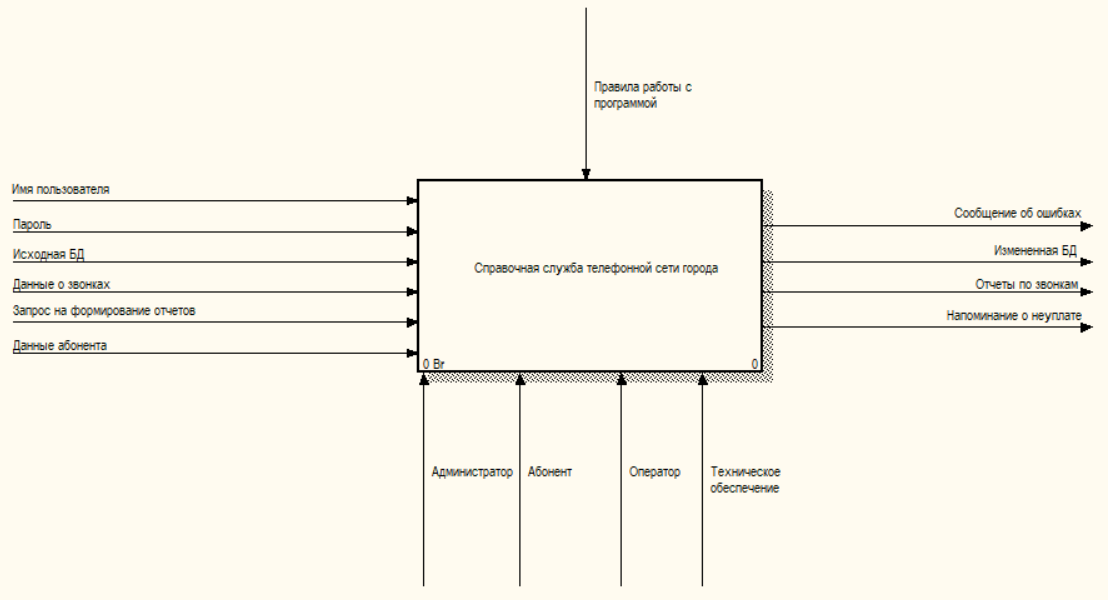 Правила работы с
программой
Имя пользователя
Пароль
Исходная БД
Данные о звонках
Запрос на формирование отчетов
Данные абонента
Справочная служба телефонной сети города
0 Br
0
Сообщение об ошибках
Измененная БД
Отчеты по звонкам
Напоминание о неуплате
Администратор
Абонент
Оператор
Техническое
обеспечение